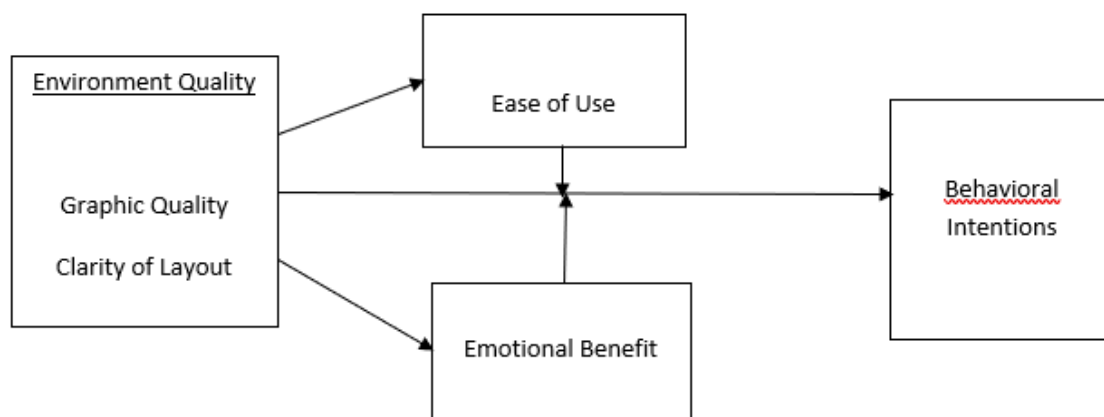 Environment Quality
Graphic Quality
Clarity of Layout
Ease of Use
Emotional Benefit
Behavioral
Intentions